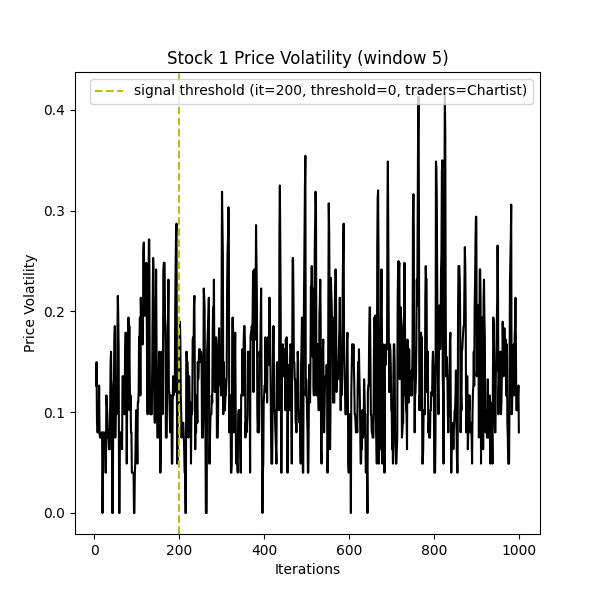 Stock 1 Price Volatility (window 5)
signal threshold (it=200, threshold=0, traders=Chartist)
Price Volatility
0.4
0.3
0.2
0.1
0.0
0 200 400 600 800 1000
Iterations